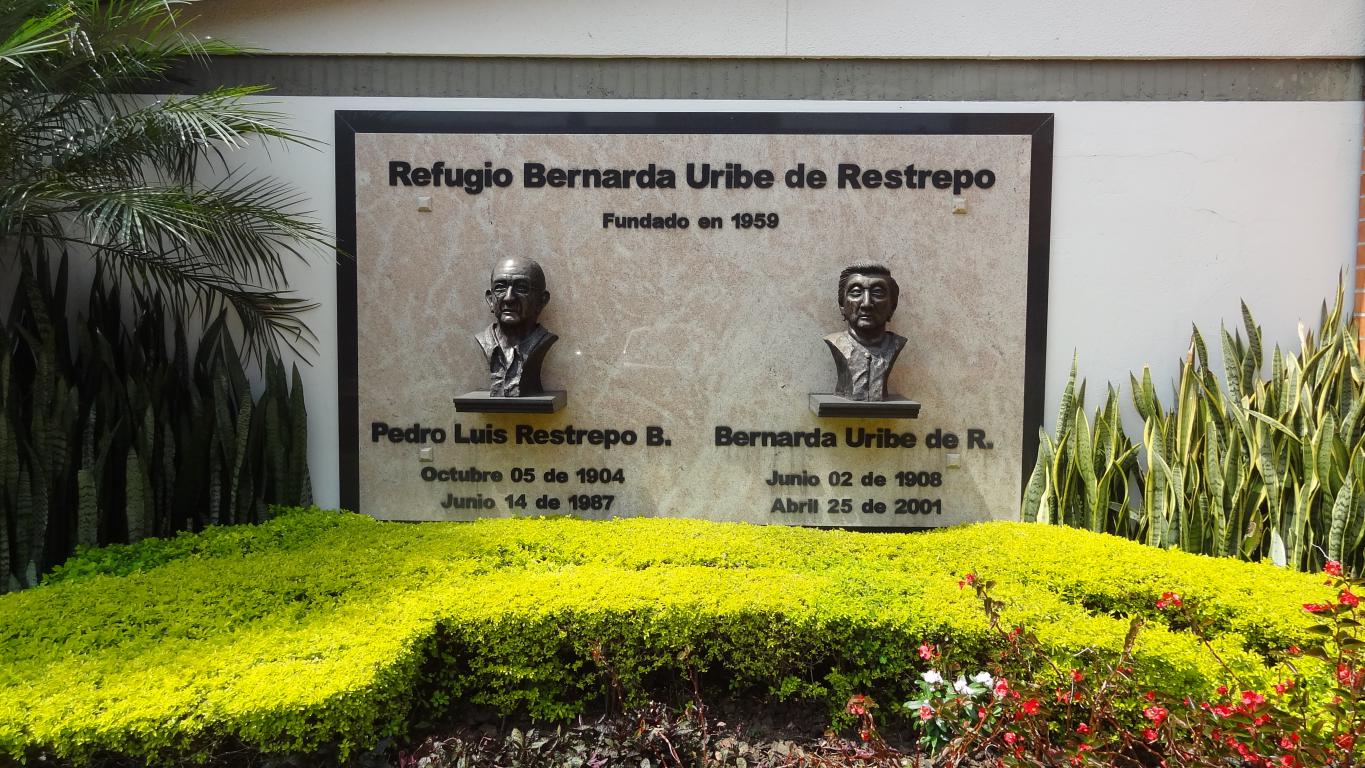 Refugio Bernarda Uribe de Restrepo
Fundado en 1959
Pedro Luis Restrepo B.
Octubre 05 de 1904
Junio 14 de 1987
Bernarda Uribe de R.
Junio 02 de 1908
Abril 25 de 2001